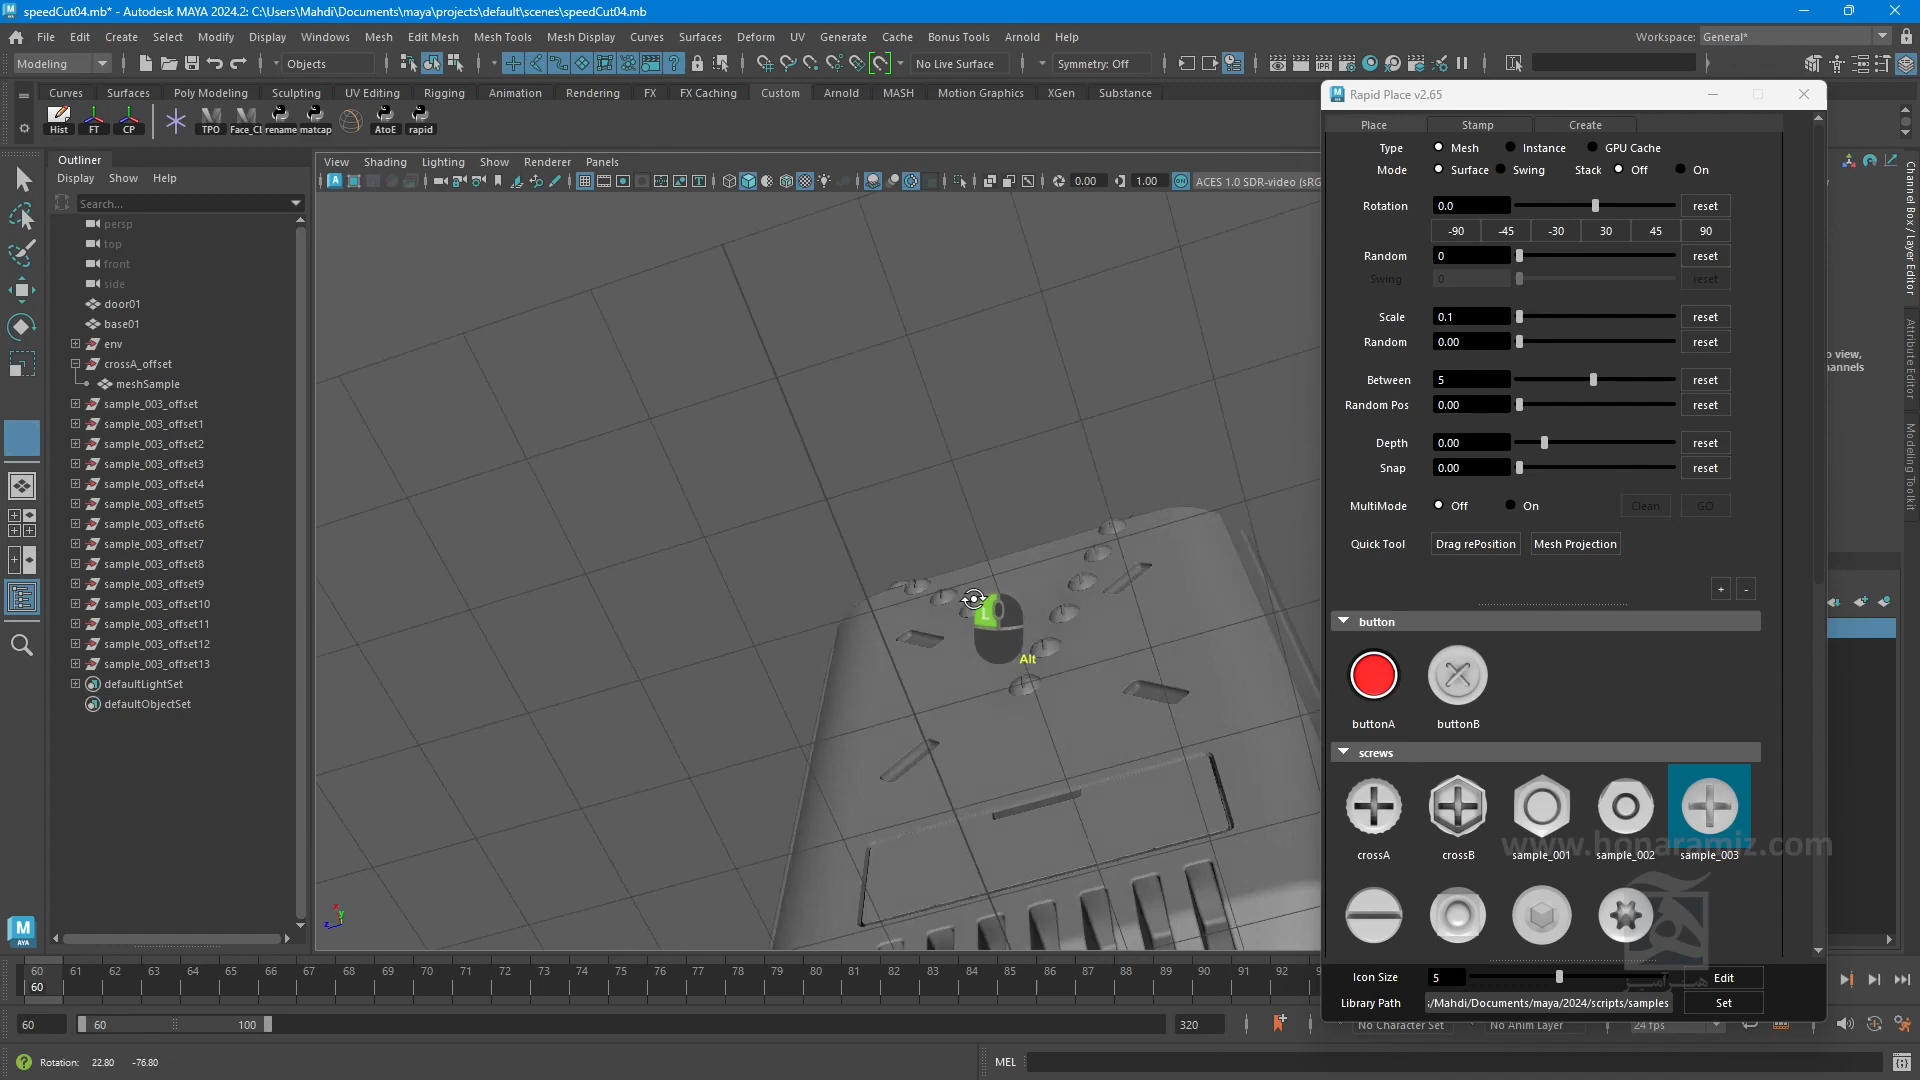 speedCut04.mb* - Autodesk MAYA 2024.2: C:\Users\Mahdi\Documents\maya\projects\default\scenes\speedCut04.mb
File Edit Create Select Modify Display Windows Mesh Edit Mesh Mesh Tools Mesh Display Curves Surfaces Deform UV Generate Cache Bonus Tools Arnold Help
Workspace: General*
Modeling Objects No Live Surface Symmetry: Off
Curves Surfaces Poly Modeling Sculpting UV Editing Rigging Animation Rendering FX FX Caching Custom Arnold MASH Motion Graphics XGen Substance
Hist FT CP TPO Face_Cl rename matcap AtoE rapid
Outliner
Display Show Help
Search...
persp
top
front
side
door01
base01
env
crossA_offset
meshSample
sample_003_offset
sample_003_offset1
sample_003_offset2
sample_003_offset3
sample_003_offset4
sample_003_offset5
sample_003_offset6
sample_003_offset7
sample_003_offset8
sample_003_offset9
sample_003_offset10
sample_003_offset11
sample_003_offset12
sample_003_offset13
defaultLightSet
defaultObjectSet
View Shading Lighting Show Renderer Panels
0.00 1.00 ACES 1.0 SDR-video (sRG
L
Alt
Rapid Place v2.65
Place Stamp Create
Type Mesh Instance GPU Cache
Mode Surface Swing Stack Off On
Rotation 0.0 reset
-90 -45 -30 30 45 90
Random 0 reset
Swing 0 reset
Scale 0.1 reset
Random 0.00 reset
Between 5 reset
Random Pos 0.00 reset
Depth 0.00 reset
Snap 0.00 reset
MultiMode Off On Clean GO
Quick Tool Drag rePosition Mesh Projection
+ -
button
buttonA buttonB
screws
crossA crossB sample_001 sample_002 sample_003
www.honaramiz.com
هنرآمیز
Icon Size 5 Edit
Library Path :/Mahdi/Documents/maya/2024/scripts/samples Set
Channel Box / Layer Editor
Attribute Editor
Modeling Toolkit
o view,
hannels
60 61 62 63 64 65 66 67 68 69 70 71 72 73 74 75 76 77 78 79 80 81 82 83 84 85 86 87 88 89 90 91 9
60
60 60 100 320 No Character Set No Anim Layer 24 fps
Rotation: 22.80 -76.80 MEL